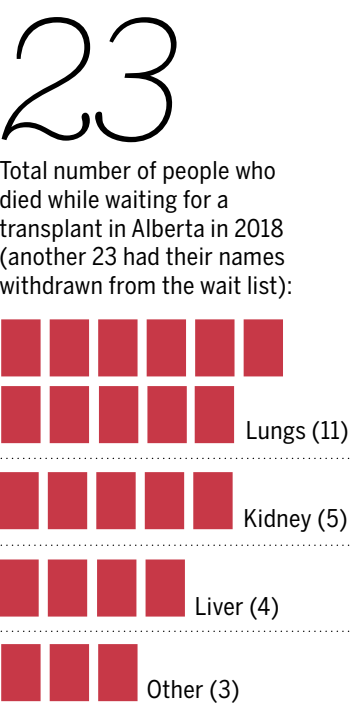 23
Total number of people who
died while waiting for a
transplant in Alberta in 2018
(another 23 had their names
withdrawn from the wait list):
Lungs (11)
Kidney (5)
Liver (4)
Other (3)